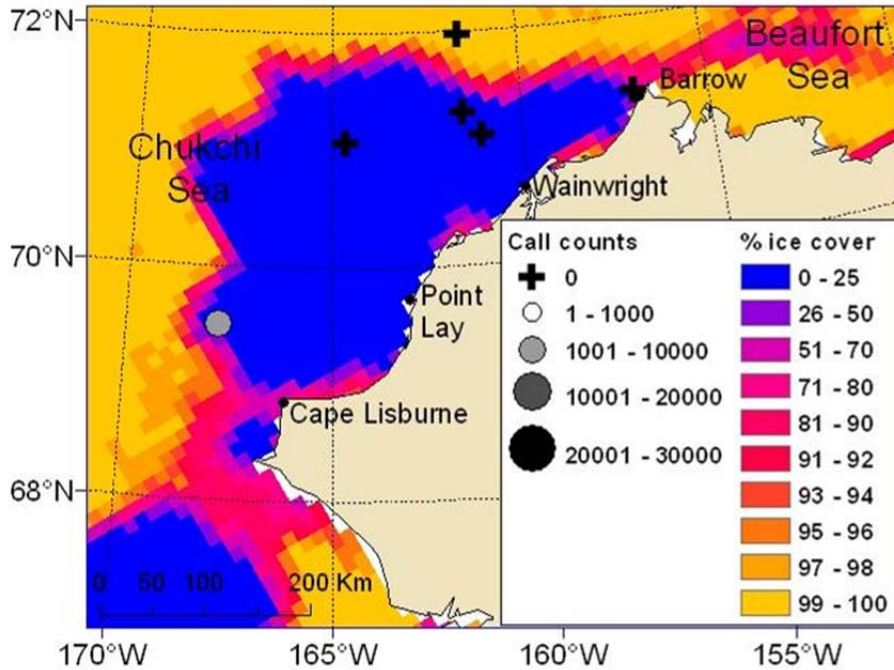 72°N
Beaufort
Sea
Barrow
Chukchi
Sea
Wainwright
70°N
Point
Lay
Cape Lisburne
68°N
0 50 100 200 Km
170°W 165°W 160°W 155°W
Call counts
0
1 - 1000
1001 - 10000
10001 - 20000
20001 - 30000
% ice cover
0 - 25
26 - 50
51 - 70
71 - 80
81 - 90
91 - 92
93 - 94
95 - 96
97 - 98
99 - 100